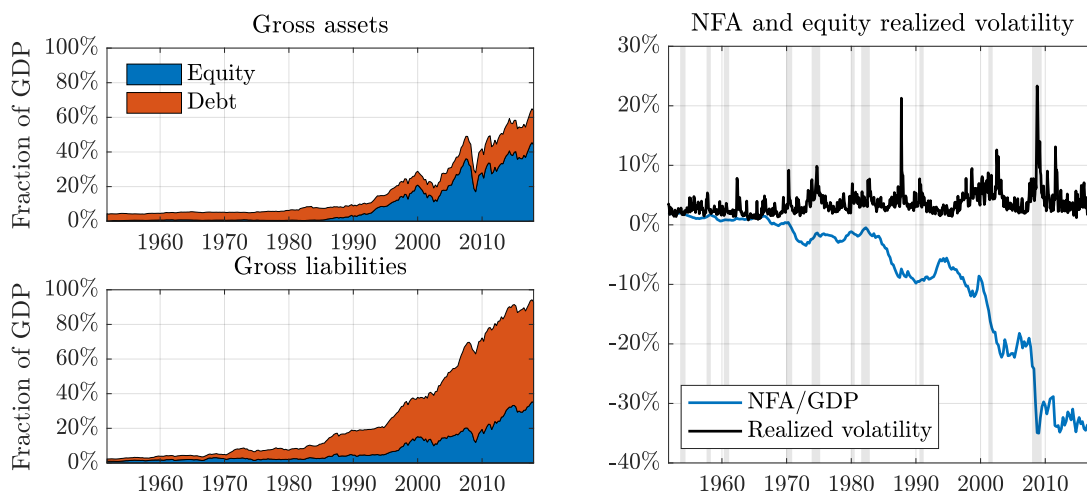 Gross assets
Fraction of GDP
100%
80%
60%
40%
20%
0%
Equity
Debt
1960 1970 1980 1990 2000 2010
Gross liabilities
Fraction of GDP
100%
80%
60%
40%
20%
0%
1960 1970 1980 1990 2000 2010
NFA and equity realized volatility
30%
20%
10%
0%
-10%
-20%
-30%
-40%
NFA/GDP
Realized volatility
1960 1970 1980 1990 2000 2010